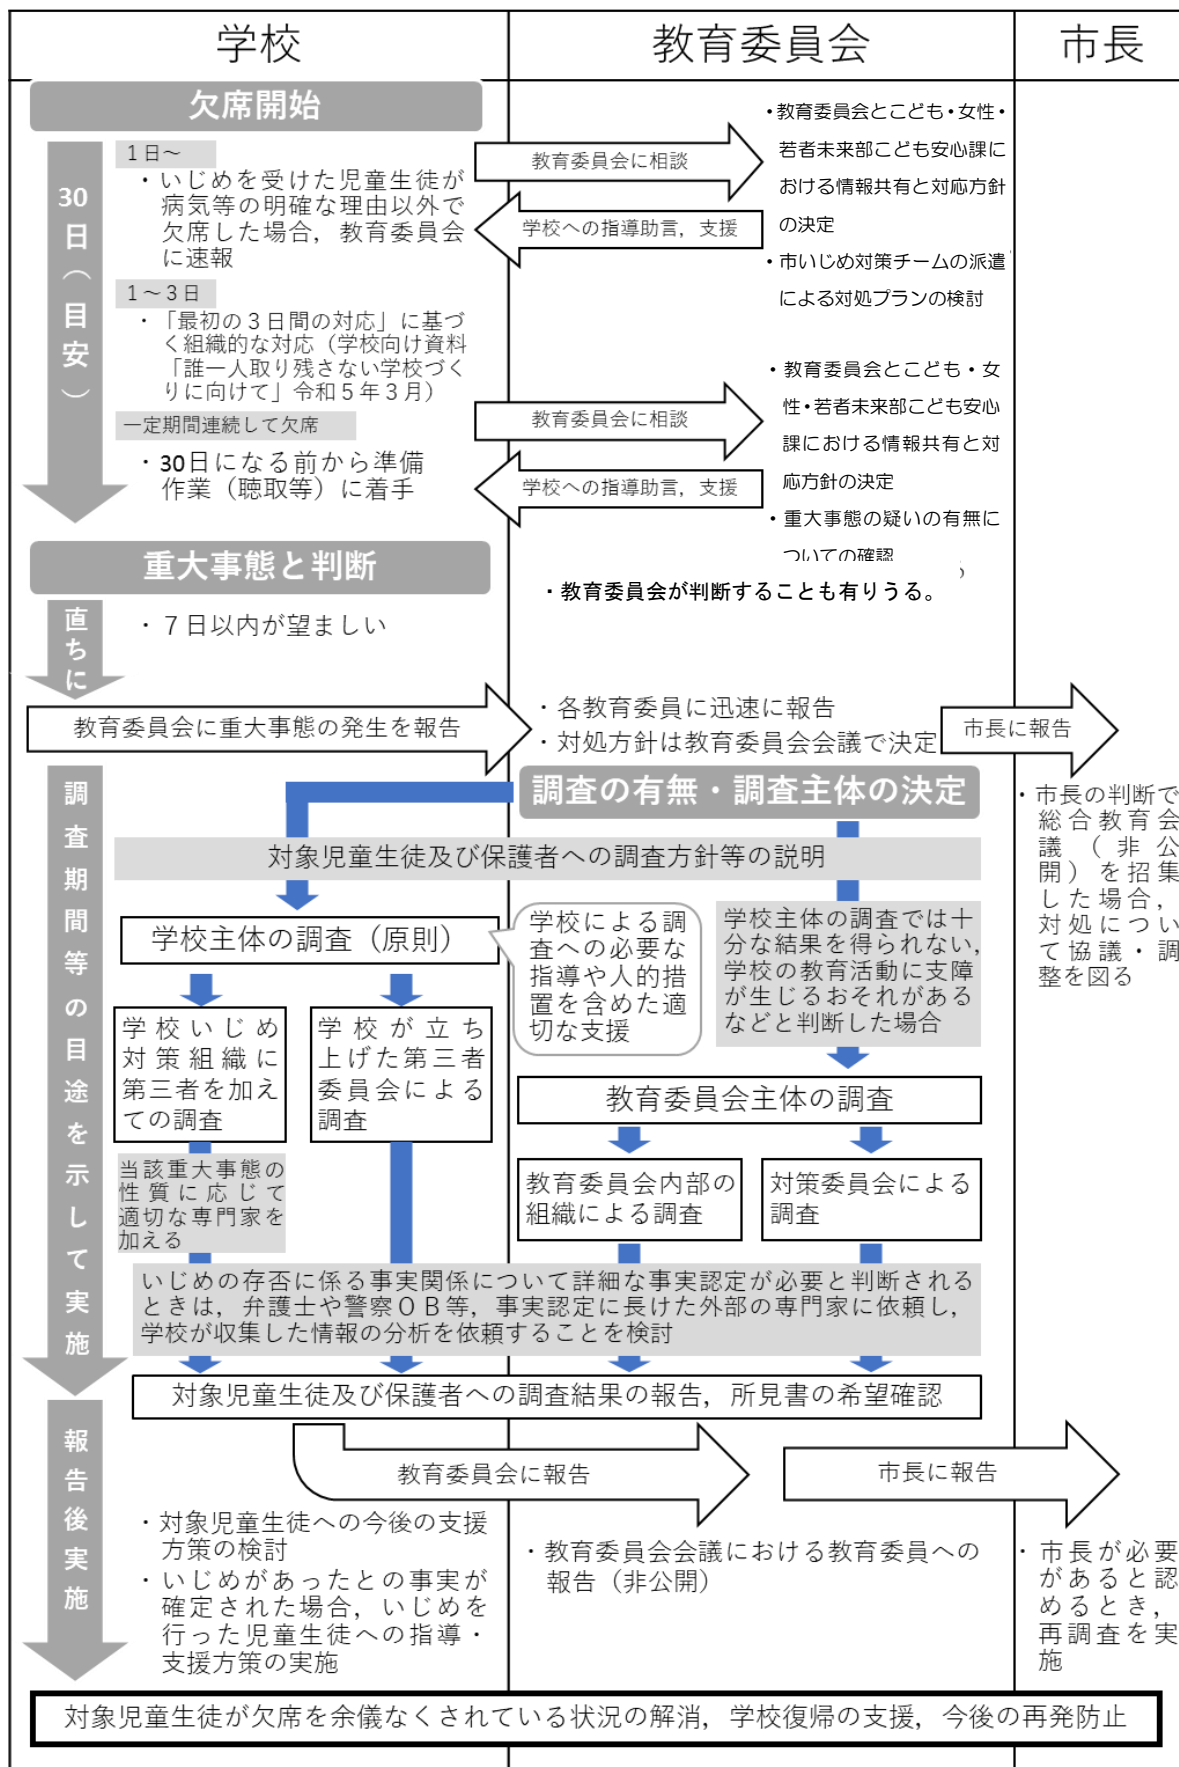 学校
教育委員会
市長
欠席開始
30日（目安）
１日～
・いじめを受けた児童生徒が
病気等の明確な理由以外で
欠席した場合，教育委員会
に速報
教育委員会に相談
学校への指導助言，支援
・教育委員会とこども・女性・
若者未来部こども安心課に
おける情報共有と対応方針
の決定
・市いじめ対策チームの派遣
による対処プランの検討
１～３日
・「最初の３日間の対応」に基づ
く組織的な対応（学校向け資料
「誰一人取り残さない学校づく
りに向けて」令和５年３月）
一定期間連続して欠席
・30日になる前から準備
作業（聴取等）に着手
教育委員会に相談
学校への指導助言，支援
・教育委員会とこども・女
性・若者未来部こども安心
課における情報共有と対
応方針の決定
・重大事態の疑いの有無に
ついての確認
重大事態と判断
・教育委員会が判断することも有りうる。
直ちに
・７日以内が望ましい
教育委員会に重大事態の発生を報告
・各教育委員に迅速に報告
・対処方針は教育委員会会議で決定
市長に報告
調査期間等の目途を示して実施
調査の有無・調査主体の決定
・市長の判断で
総合教育会
議（非公
開）を招集
した場合，
対処につい
て協議・調
整を図る
対象児童生徒及び保護者への調査方針等の説明
学校主体の調査（原則）
学校による調
査への必要な
指導や人的措
置を含めた適
切な支援
学校主体の調査では十
分な結果を得られない，
学校の教育活動に支障
が生じるおそれがある
などと判断した場合
学校いじめ
対策組織に
第三者を加え
ての調査
学校が立ち
上げた第三者
委員会による
調査
教育委員会主体の調査
当該重大事態の
性質に応じて
適切な専門家を
加える
教育委員会内部の
組織による調査
対策委員会による
調査
いじめの存否に係る事実関係について詳細な事実認定が必要と判断される
ときは，弁護士や警察ＯＢ等，事実認定に長けた外部の専門家に依頼し，
学校が収集した情報の分析を依頼することを検討
対象児童生徒及び保護者への調査結果の報告，所見書の希望確認
報告後実施
教育委員会に報告
市長に報告
・対象児童生徒への今後の支援
方策の検討
・いじめがあったとの事実が
確定された場合，いじめを
行った児童生徒への指導・
支援方策の実施
・教育委員会会議における教育委員への
報告（非公開）
・市長が必要
があると認
めるとき，
再調査を実
施
対象児童生徒が欠席を余儀なくされている状況の解消，学校復帰の支援，今後の再発防止